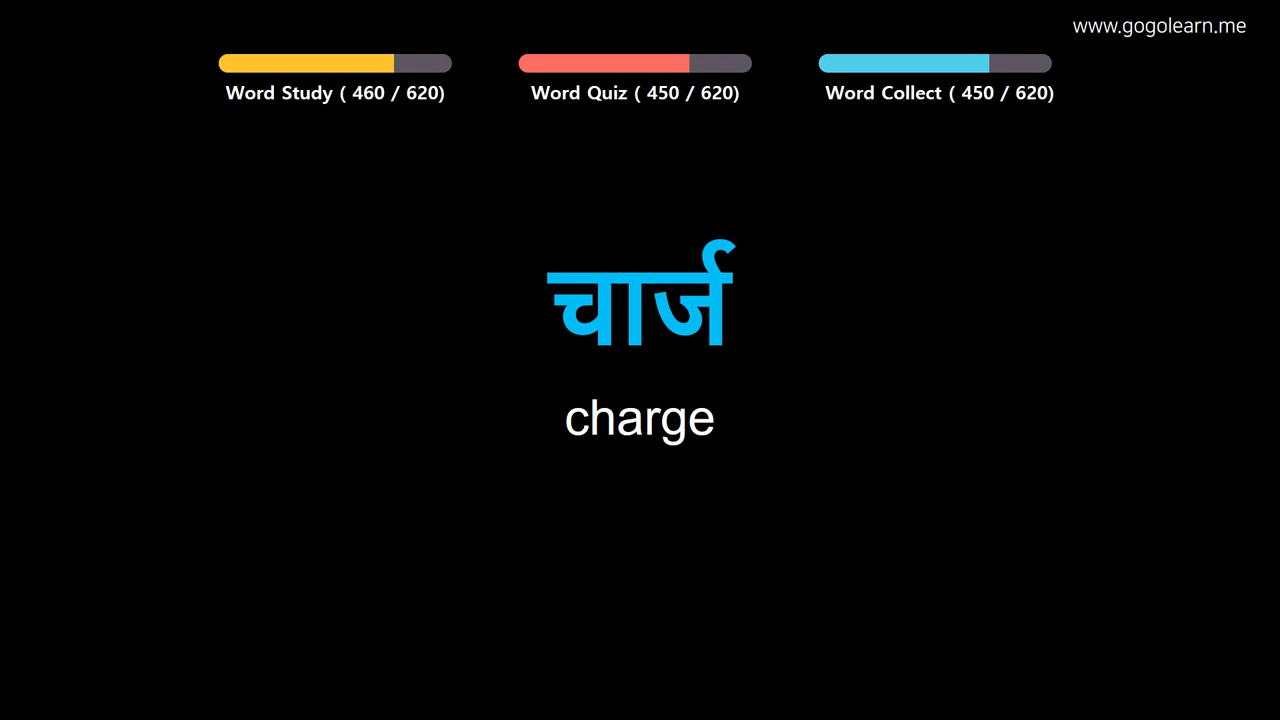 www.gogolearn.me
Word Study ( 460 / 620)
Word Quiz ( 450 / 620)
Word Collect ( 450 / 620)
चार्ज
charge